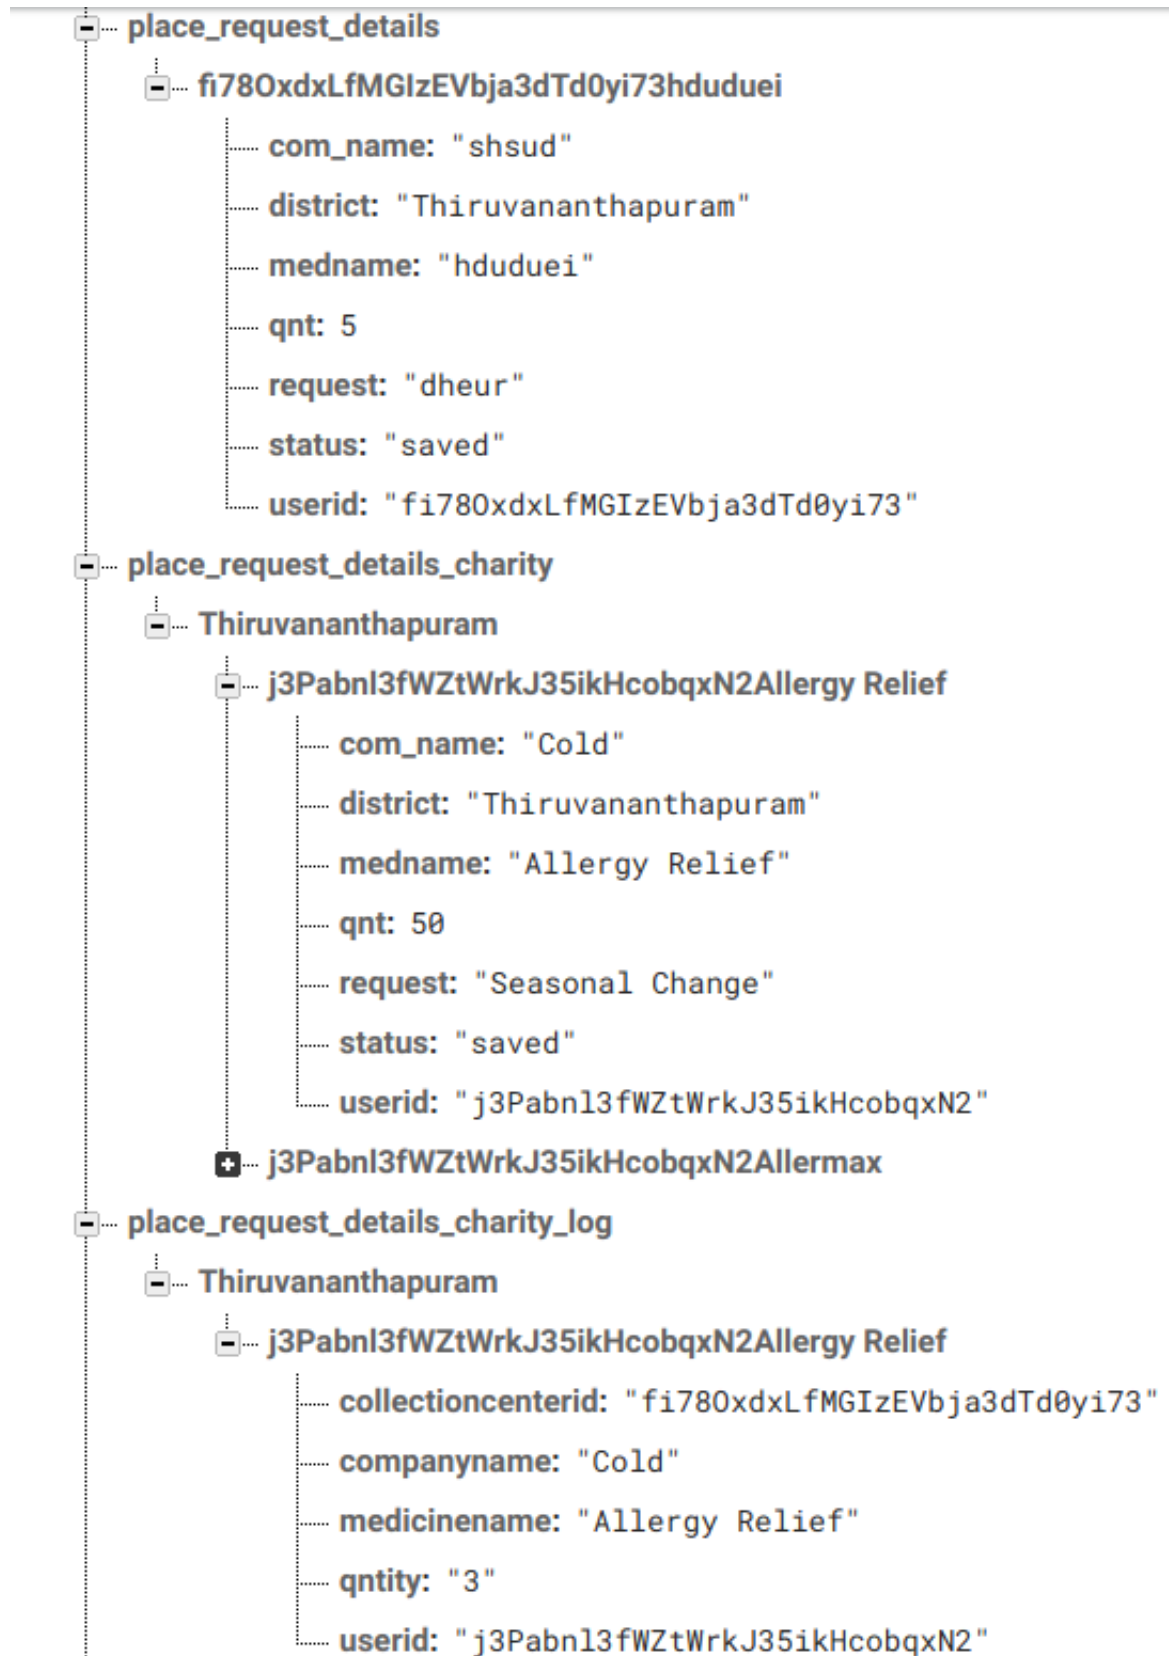 place_request_details
fi78OxdxLfMGIzEVbja3dTd0yi73hduduei
com_name: "shsud"
district: "Thiruvananthapuram"
medname: "hduduei"
qnt: 5
request: "dheur"
status: "saved"
userid: "fi78OxdxLfMGIzEVbja3dTd0yi73"
place_request_details_charity
Thiruvananthapuram
j3Pabnl3fWZtWrkJ35ikHcobqxN2Allergy Relief
com_name: "Cold"
district: "Thiruvananthapuram"
medname: "Allergy Relief"
qnt: 50
request: "Seasonal Change"
status: "saved"
userid: "j3Pabnl3fWZtWrkJ35ikHcobqxN2"
j3Pabnl3fWZtWrkJ35ikHcobqxN2Allermax
place_request_details_charity_log
Thiruvananthapuram
j3Pabnl3fWZtWrkJ35ikHcobqxN2Allergy Relief
collectioncenterid: "fi78OxdxLfMGIzEVbja3dTd0yi73"
companyname: "Cold"
medicinename: "Allergy Relief"
qntity: "3"
userid: "j3Pabnl3fWZtWrkJ35ikHcobqxN2"